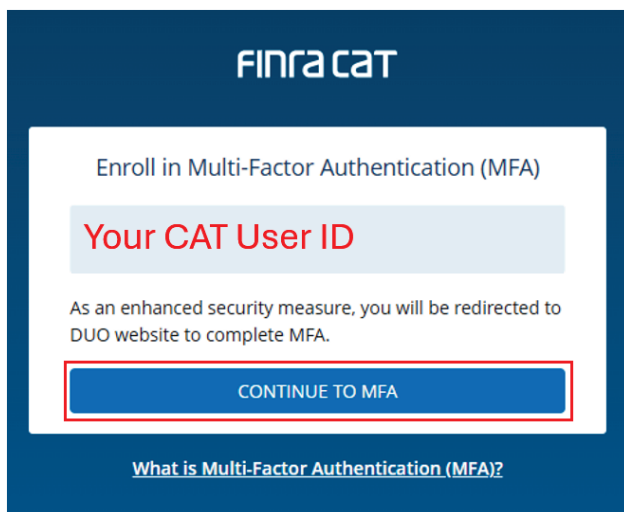 FINRA CAT
Enroll in Multi-Factor Authentication (MFA)
Your CAT User ID
As an enhanced security measure, you will be redirected to
DUO website to complete MFA.
CONTINUE TO MFA
What is Multi-Factor Authentication (MFA)?